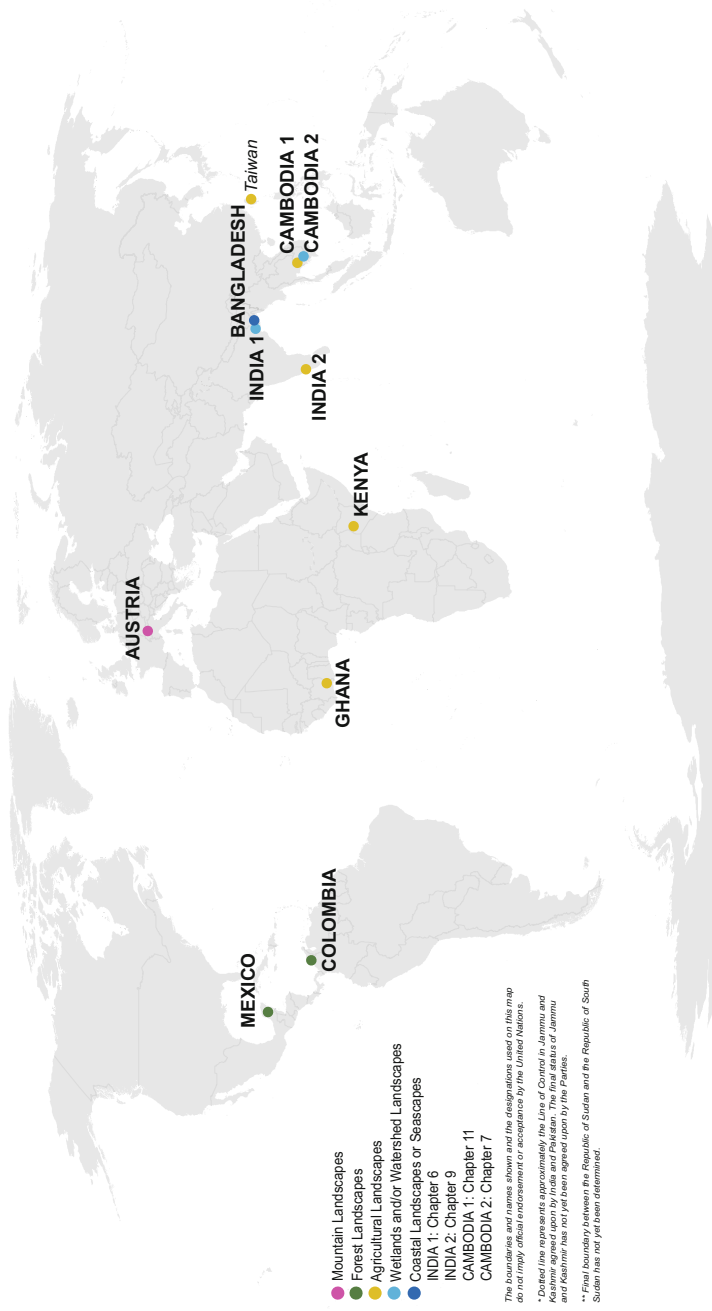 AUSTRIA
BANGLADESH
Taiwan
INDIA 1
CAMBODIA 1
CAMBODIA 2
INDIA 2
KENYA
GHANA
MEXICO
COLOMBIA
Mountain Landscapes
Forest Landscapes
Agricultural Landscapes
Wetlands and/or Watershed Landscapes
Coastal Landscapes or Seascapes
INDIA 1: Chapter 6
INDIA 2: Chapter 9
CAMBODIA 1: Chapter 11
CAMBODIA 2: Chapter 7
The boundaries and names shown and the designations used on this map
do not imply official endorsement or acceptance by the United Nations.
* Dotted line represents approximately the Line of Control in Jammu and
Kashmir agreed upon by India and Pakistan. The final status of Jammu
and Kashmir has not yet been agreed upon by the Parties.
** Final boundary between the Republic of Sudan and the Republic of South
Sudan has not yet been determined.